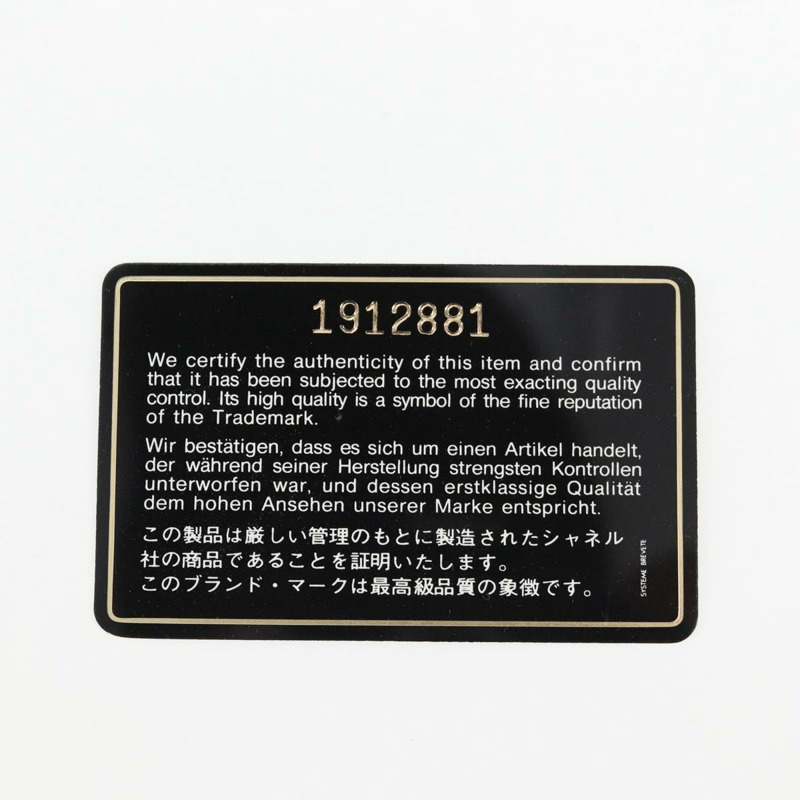 1912881
We certify the authenticity of this item and confirm
that it has been subjected to the most exacting quality
control. Its high quality is a symbol of the fine reputation
of the Trademark.
Wir bestätigen, dass es sich um einen Artikel handelt,
der während seiner Herstellung strengsten Kontrollen
unterworfen war, und dessen erstklassige Qualität
dem hohen Ansehen unserer Marke entspricht.
この製品は厳しい管理のもとに製造されたシャネル
社の商品であることを証明いたします。
このブランド・マークは最高級品質の象徴です。
SYSTEME BREVETE